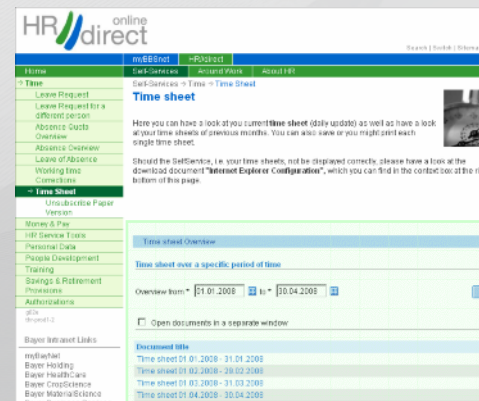 HR direct online
Search |
myBBSnet HRdirect
Home Self-Services Around Work About HR
Time
Leave Request
Leave Request for a
different person
Absence Quota
Overview
Absence Overview
Leave of Absence
Working time
Corrections
Time Sheet
Unsubscribe Paper
Version
Money & Pay
HR Service Tools
Personal Data
People Development
Training
Savings & Retirement
Provisions
Authorizations
Bayer Intranet Links
myBayNet
Bayer Holding
Bayer HealthCare
Bayer CropScience
Bayer MaterialScience
Self-Services → Time → Time Sheet
Time sheet
Here you can have a look at you current time sheet (daily update) as well as have a look
at your time sheets of previous months. You can also save or you might print each
single time sheet.
Should the SelfService, i.e. your time sheets, not be displayed correctly, please have a look at the
download document "Internet Explorer Configuration", which you can find in the context box at the ri
bottom of this page.
Time sheet Overview
Time sheet over a specific period of time
Overview from * 01.01.2008 to * 30.04.2008
Open documents in a separate window
Document title
Time sheet 01.01.2008 - 31.01.2008
Time sheet 01.02.2008 - 29.02.2008
Time sheet 01.03.2008 - 31.03.2008
Time sheet 01.04.2008 - 30.04.2008